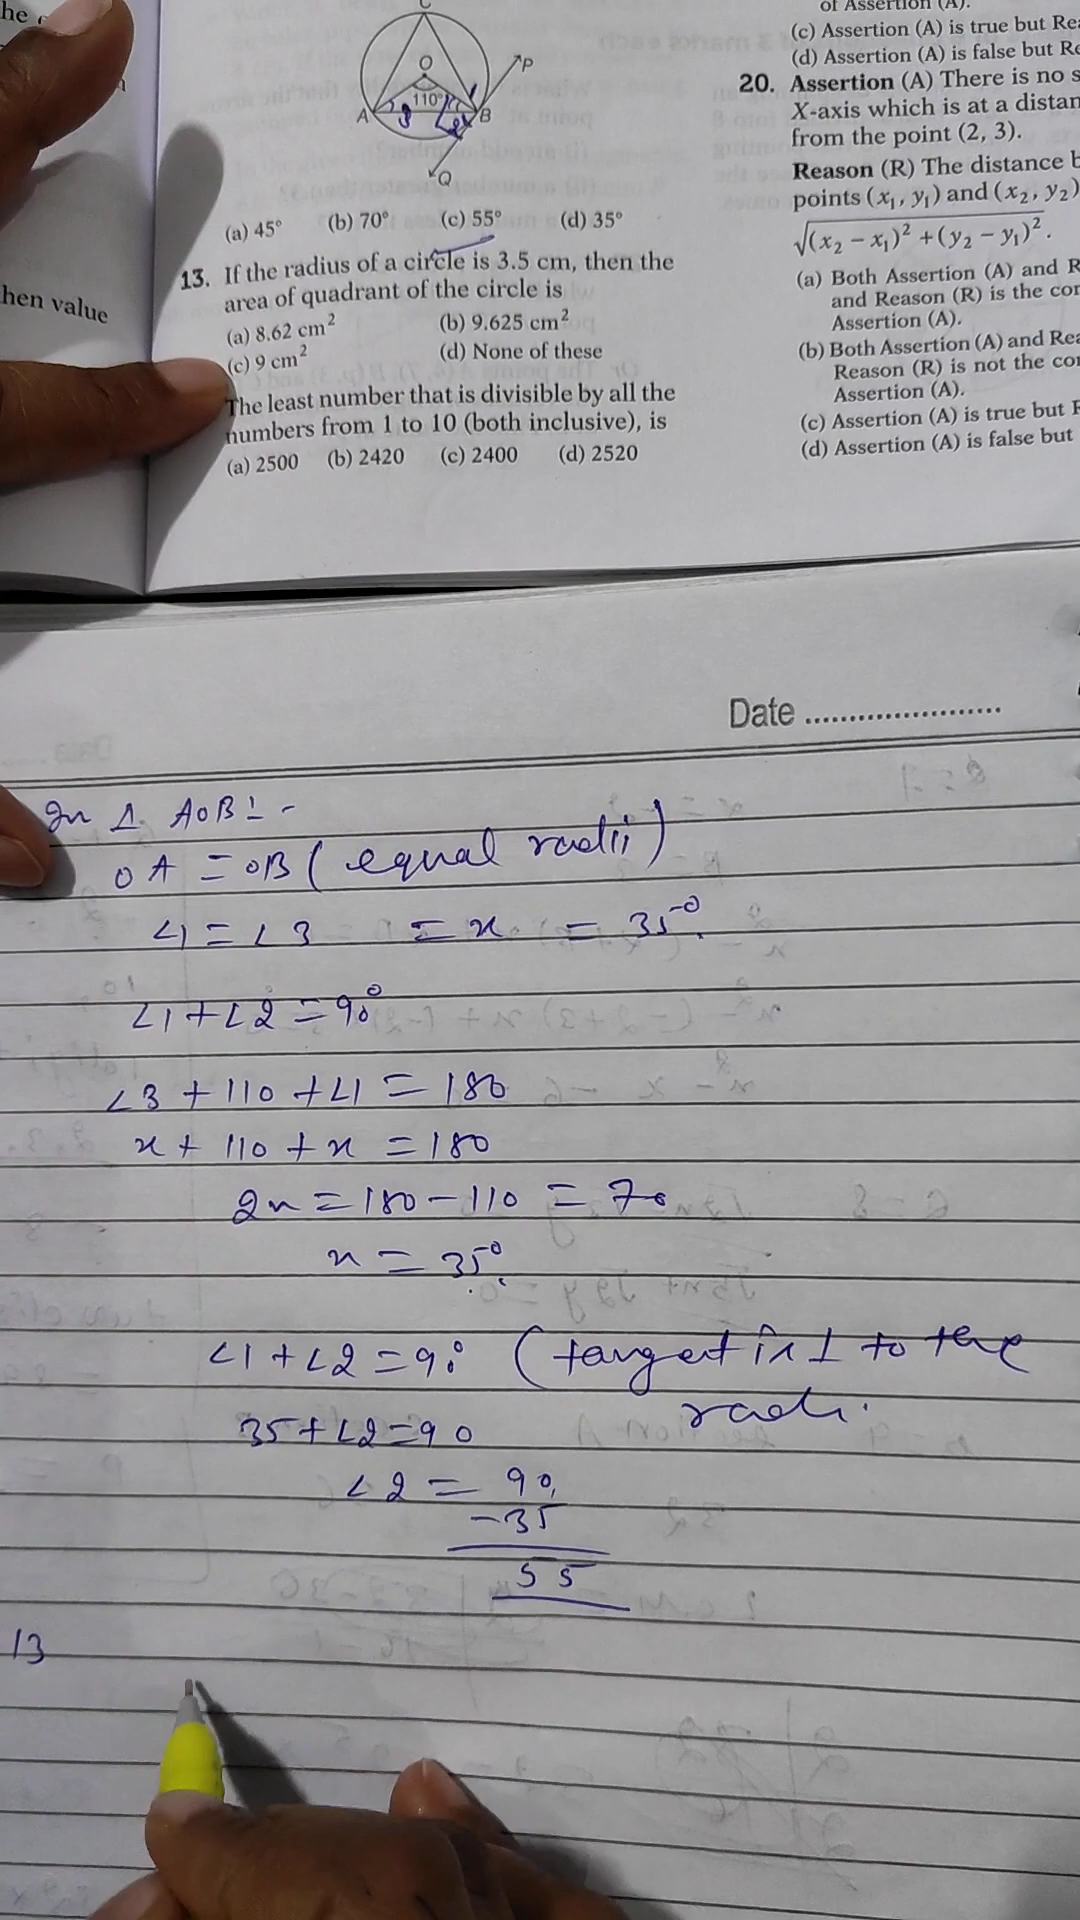 he
C
O
P
110°
A
3
1
2
B
Q
(a) 45° (b) 70° (c) 55° (d) 35°
13. If the radius of a circle is 3.5 cm, then the
area of quadrant of the circle is
(a) 8.62 cm² (b) 9.625 cm²
(c) 9 cm² (d) None of these
The least number that is divisible by all the
numbers from 1 to 10 (both inclusive), is
(a) 2500 (b) 2420 (c) 2400 (d) 2520
hen value
of Assertion (A).
(c) Assertion (A) is true but Rea
(d) Assertion (A) is false but Re
20. Assertion (A) There is no
X-axis which is at a distan
from the point (2, 3).
Reason (R) The distance b
points (x₁, y₁) and (x₂, y₂)
√(x₂ − x₁)² + (y₂ − y₁)².
(a) Both Assertion (A) and R
and Reason (R) is the cor
Assertion (A).
(b) Both Assertion (A) and Rea
Reason (R) is not the cor
Assertion (A).
(c) Assertion (A) is true but
(d) Assertion (A) is false but
Date
In Δ AOB :-
OA = OB ( equal radii )
∠1 = ∠3 = x = 35°.
∠1 + ∠2 = 90°
∠3 + 110 + ∠1 = 180
x + 110 + x = 180
2x = 180 - 110 = 70
x = 35°.
∠1 + ∠2 = 90 ( tangent is ⊥ to the
radi.
35 + ∠2 = 90
∠2 = 90
-35
55
13